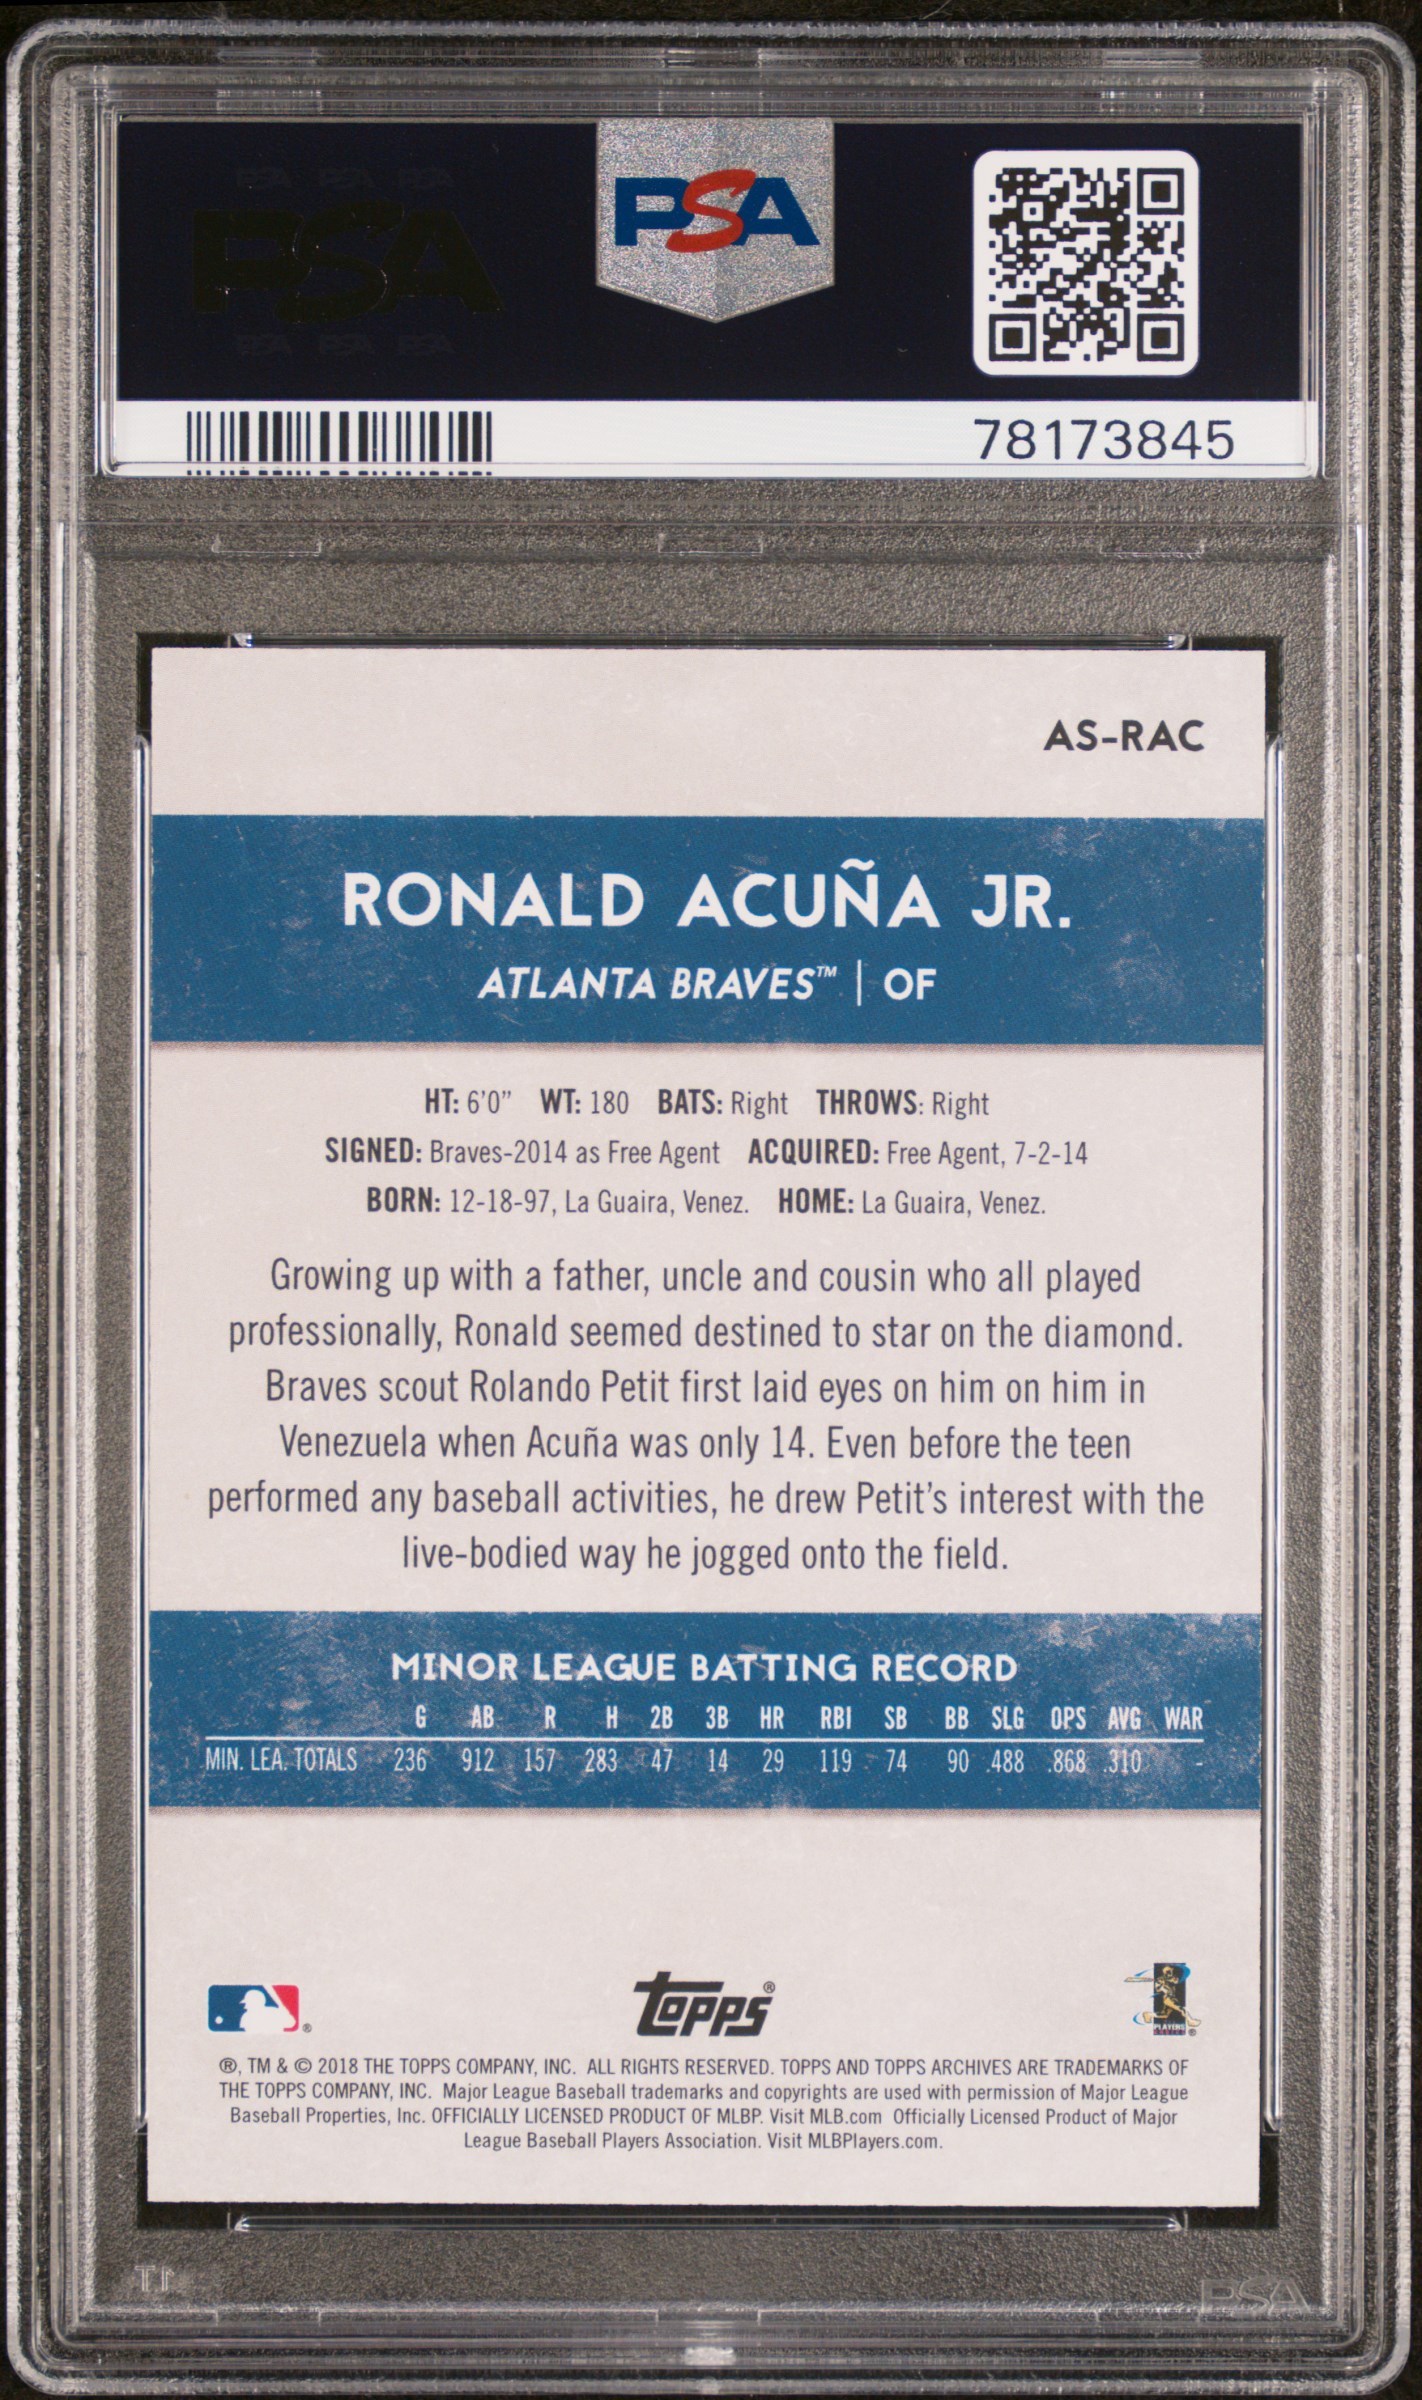 PSA PSA PSA
PSA
PSA PSA PSA
PSA
78173845
AS-RAC
RONALD ACUÑA JR.
ATLANTA BRAVES™ | OF
HT: 6'0" WT: 180 BATS: Right THROWS: Right
SIGNED: Braves-2014 as Free Agent ACQUIRED: Free Agent, 7-2-14
BORN: 12-18-97, La Guaira, Venez. HOME: La Guaira, Venez.
Growing up with a father, uncle and cousin who all played
professionally, Ronald seemed destined to star on the diamond.
Braves scout Rolando Petit first laid eyes on him on him in
Venezuela when Acuña was only 14. Even before the teen
performed any baseball activities, he drew Petit's interest with the
live-bodied way he jogged onto the field.
MINOR LEAGUE BATTING RECORD
G AB R H 2B 3B HR RBI SB BB SLG OPS AVG WAR
MIN. LEA. TOTALS 236 912 157 283 47 14 29 119 74 90 .488 .868 .310 -
®
TOPPS®
PLAYERS
®
®, TM & © 2018 THE TOPPS COMPANY, INC. ALL RIGHTS RESERVED. TOPPS AND TOPPS ARCHIVES ARE TRADEMARKS OF
THE TOPPS COMPANY, INC. Major League Baseball trademarks and copyrights are used with permission of Major League
Baseball Properties, Inc. OFFICIALLY LICENSED PRODUCT OF MLBP. Visit MLB.com Officially Licensed Product of Major
League Baseball Players Association. Visit MLBPlayers.com.
PSA